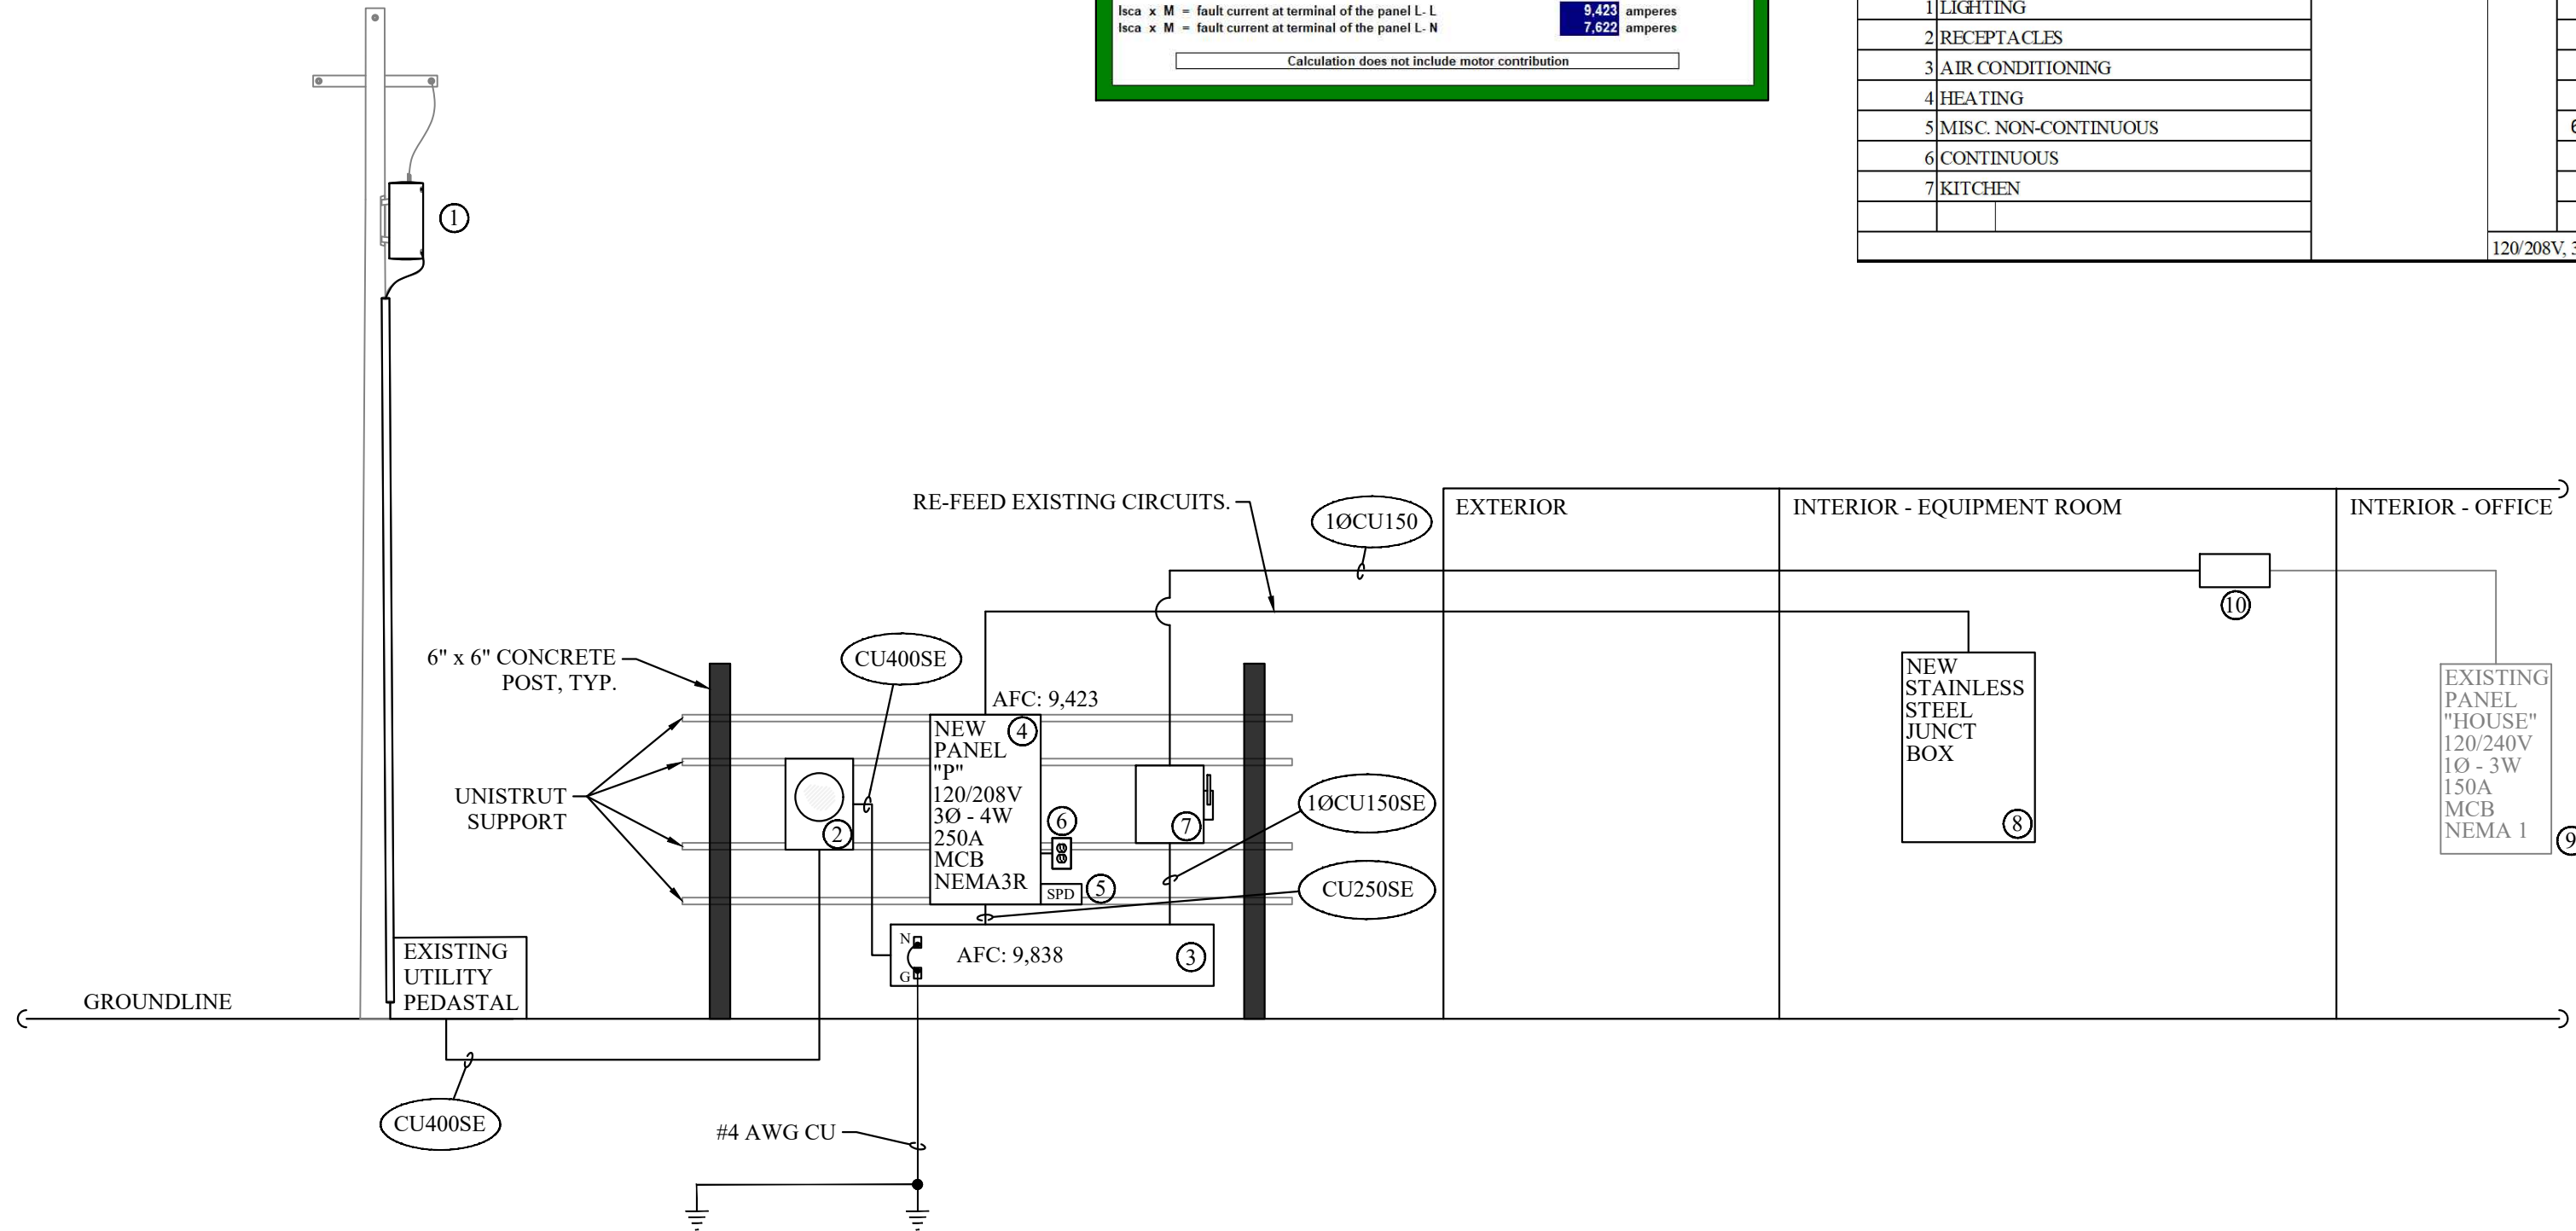 Isca x M = fault current at terminal of the panel L- L 9,423 amperes
Isca x M = fault current at terminal of the panel L- N 7,622 amperes
Calculation does not include motor contribution
1 LIGHTING
2 RECEPTACLES
3 AIR CONDITIONING
4 HEATING
5 MISC. NON-CONTINUOUS
6 CONTINUOUS
7 KITCHEN
120/208V, 3
1
RE-FEED EXISTING CIRCUITS.
1ØCU150
EXTERIOR
INTERIOR - EQUIPMENT ROOM
INTERIOR - OFFICE
10
6" x 6" CONCRETE
POST, TYP.
CU400SE
AFC: 9,423
UNISTRUT
SUPPORT
2
NEW
PANEL
"P"
120/208V
3Ø - 4W
250A
MCB
NEMA3R
4
6
SPD
5
7
1ØCU150SE
CU250SE
NEW
STAINLESS
STEEL
JUNCT
BOX
8
EXISTING
PANEL
"HOUSE"
120/240V
1Ø - 3W
150A
MCB
NEMA 1
9
N
G
AFC: 9,838
3
EXISTING
UTILITY
PEDASTAL
GROUNDLINE
CU400SE
#4 AWG CU